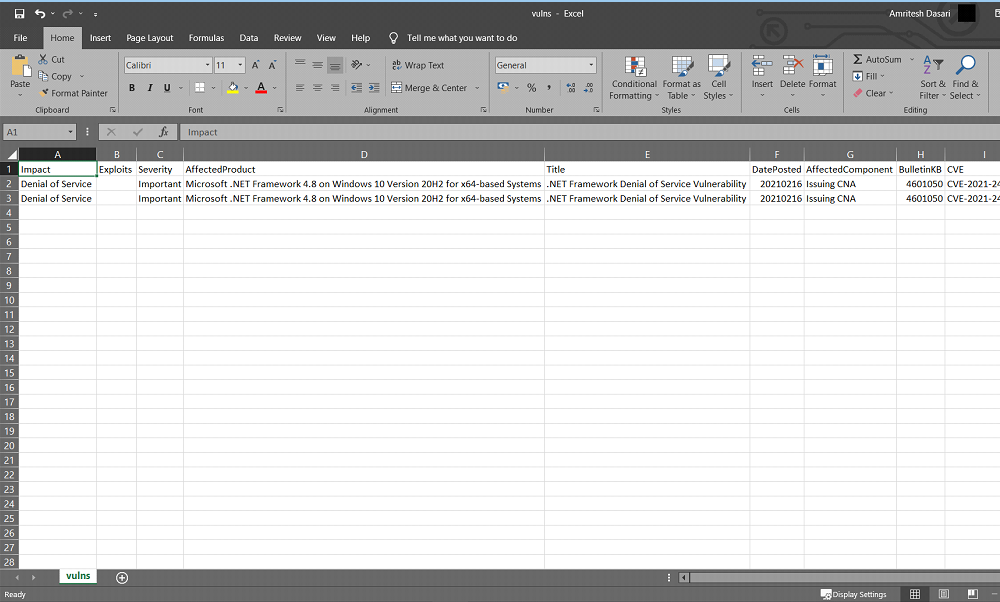 vulns - Excel Amritesh Dasari
File Home Insert Page Layout Formulas Data Review View Help Tell me what you want to do
Cut Calibri 11 A A Wrap Text General AutoSum
Copy Fill
Paste Format Painter B I U A Merge & Center % , Conditional Formatting Format as Table Cell Styles Insert Delete Format Clear Sort & Filter Find & Select
Clipboard Font Alignment Number Styles Cells Editing
A1 fx Impact
A B C D E F G H I
1 Impact Exploits Severity AffectedProduct Title DatePosted AffectedComponent BulletinKB CVE
2 Denial of Service Important Microsoft .NET Framework 4.8 on Windows 10 Version 20H2 for x64-based Systems .NET Framework Denial of Service Vulnerability 20210216 Issuing CNA 4601050 CVE-2021-24
3 Denial of Service Important Microsoft .NET Framework 4.8 on Windows 10 Version 20H2 for x64-based Systems .NET Framework Denial of Service Vulnerability 20210216 Issuing CNA 4601050 CVE-2021-24
4
5
6
7
8
9
10
11
12
13
14
15
16
17
18
19
20
21
22
23
24
25
26
27
28
vulns
Ready Display Settings